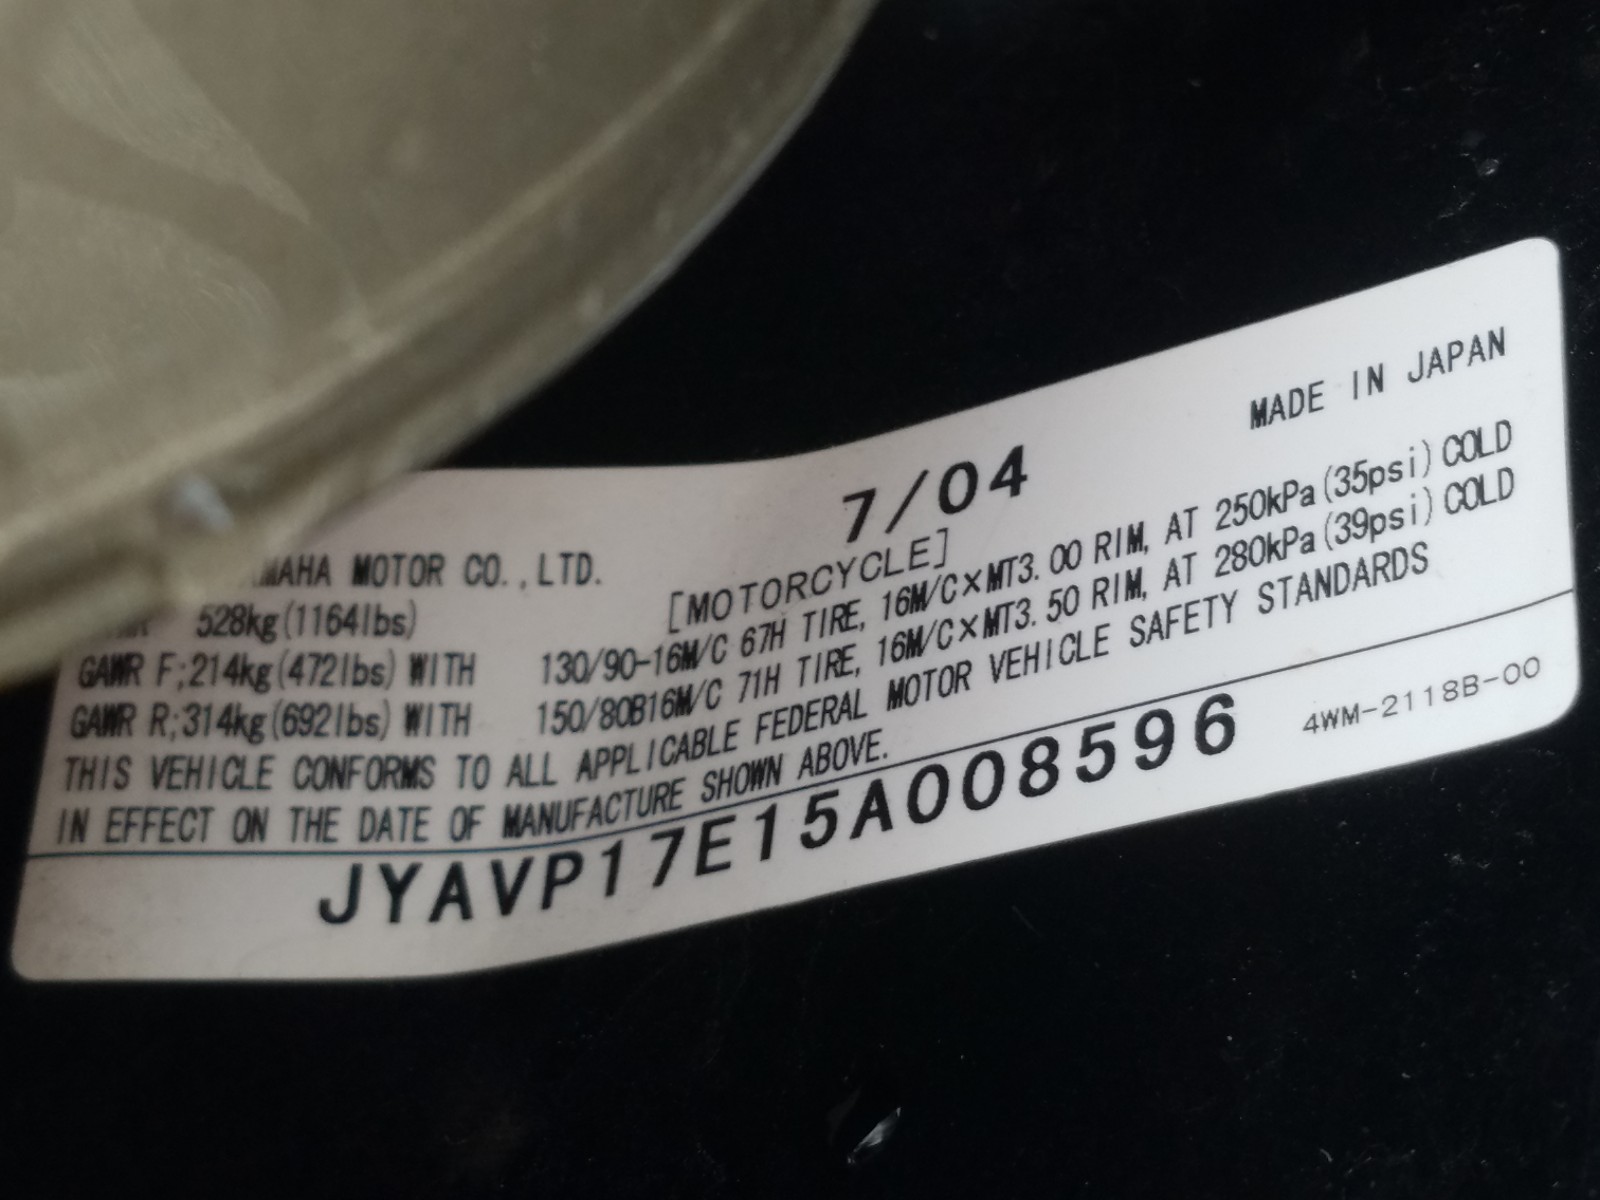 7/04
MADE IN JAPAN
MOTOR CO.,LTD.
[MOTORCYCLE]
528kg(1164lbs)
GAWR F;214kg(472lbs) WITH 130/90-16M/C 67H TIRE, 16M/C×MT3.00 RIM, AT 250kPa(35psi) COLD
GAWR R;314kg(692lbs) WITH 150/80B16M/C 71H TIRE, 16M/C×MT3.50 RIM, AT 280kPa(39psi) COLD
THIS VEHICLE CONFORMS TO ALL APPLICABLE FEDERAL MOTOR VEHICLE SAFETY STANDARDS
IN EFFECT ON THE DATE OF MANUFACTURE SHOWN ABOVE.
JYAVP17E15A008596
4WM-2118B-00